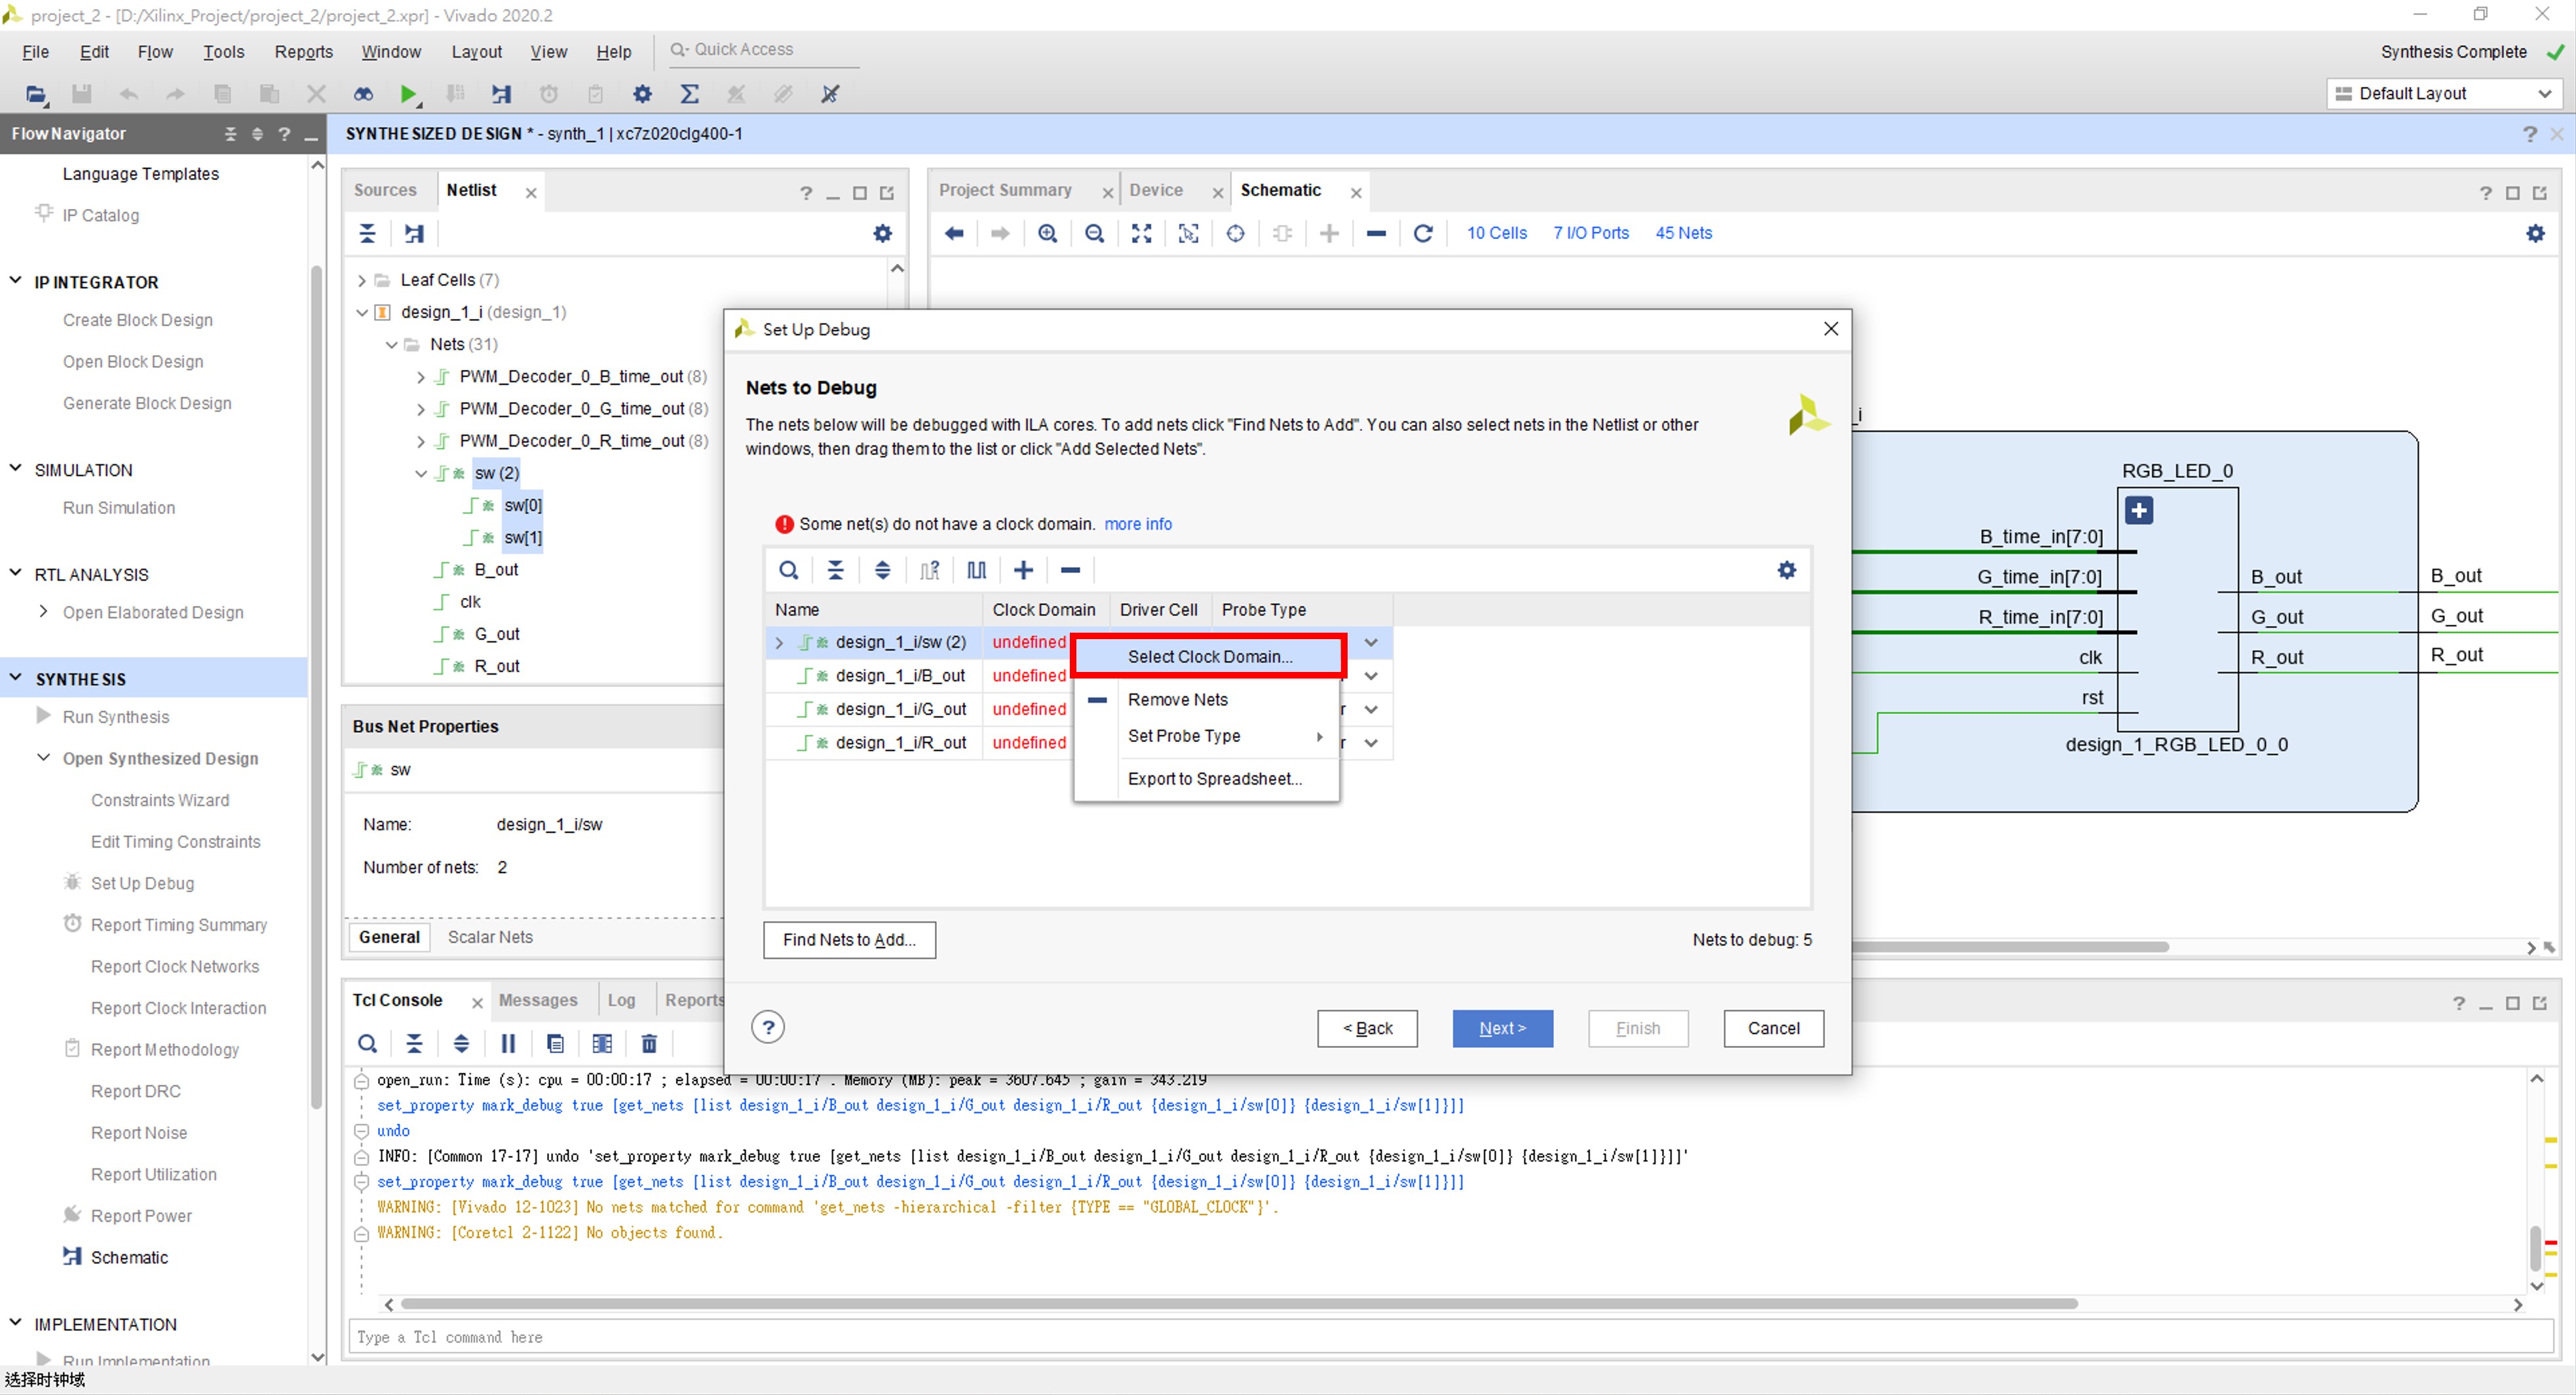 project_2 - [D:/Xilinx_Project/project_2/project_2.xpr] - Vivado 2020.2
File Edit Flow Tools Reports Window Layout View Help Quick Access
Synthesis Complete
Default Layout
Flow Navigator
SYNTHESIZED DESIGN * - synth_1 | xc7z020clg400-1
Language Templates
IP Catalog
IP INTEGRATOR
Create Block Design
Open Block Design
Generate Block Design
SIMULATION
Run Simulation
RTL ANALYSIS
Open Elaborated Design
SYNTHESIS
Run Synthesis
Open Synthesized Design
Constraints Wizard
Edit Timing Constraints
Set Up Debug
Report Timing Summary
Report Clock Networks
Report Clock Interaction
Report Methodology
Report DRC
Report Noise
Report Utilization
Report Power
Schematic
IMPLEMENTATION
Run Implementation
Sources Netlist
Leaf Cells (7)
design_1_i (design_1)
Nets (31)
PWM_Decoder_0_B_time_out (8)
PWM_Decoder_0_G_time_out (8)
PWM_Decoder_0_R_time_out (8)
sw (2)
sw[0]
sw[1]
B_out
clk
G_out
R_out
Bus Net Properties
sw
Name: design_1_i/sw
Number of nets: 2
General Scalar Nets
Project Summary Device Schematic
10 Cells 7 I/O Ports 45 Nets
_i
RGB_LED_0
B_time_in[7:0]
G_time_in[7:0]
R_time_in[7:0]
clk
rst
B_out
G_out
R_out
B_out
G_out
R_out
design_1_RGB_LED_0_0
Set Up Debug
Nets to Debug
The nets below will be debugged with ILA cores. To add nets click "Find Nets to Add". You can also select nets in the Netlist or other
windows, then drag them to the list or click "Add Selected Nets".
Some net(s) do not have a clock domain. more info
Name Clock Domain Driver Cell Probe Type
design_1_i/sw (2) undefined
design_1_i/B_out undefined
design_1_i/G_out undefined r
design_1_i/R_out undefined r
Select Clock Domain...
Remove Nets
Set Probe Type
Export to Spreadsheet...
Find Nets to Add...
Nets to debug: 5
< Back Next > Finish Cancel
Tcl Console Messages Log Reports
open_run: Time (s): cpu = 00:00:17 ; elapsed = 00:00:17 . Memory (MB): peak = 3607.645 ; gain = 343.219
set_property mark_debug true [get_nets [list design_1_i/B_out design_1_i/G_out design_1_i/R_out {design_1_i/sw[0]} {design_1_i/sw[1]}]]
undo
INFO: [Common 17-17] undo 'set_property mark_debug true [get_nets [list design_1_i/B_out design_1_i/G_out design_1_i/R_out {design_1_i/sw[0]} {design_1_i/sw[1]}]]'
set_property mark_debug true [get_nets [list design_1_i/B_out design_1_i/G_out design_1_i/R_out {design_1_i/sw[0]} {design_1_i/sw[1]}]]
WARNING: [Vivado 12-1023] No nets matched for command 'get_nets -hierarchical -filter {TYPE == "GLOBAL_CLOCK"}'.
WARNING: [Coretcl 2-1122] No objects found.
Type a Tcl command here
选择时钟域